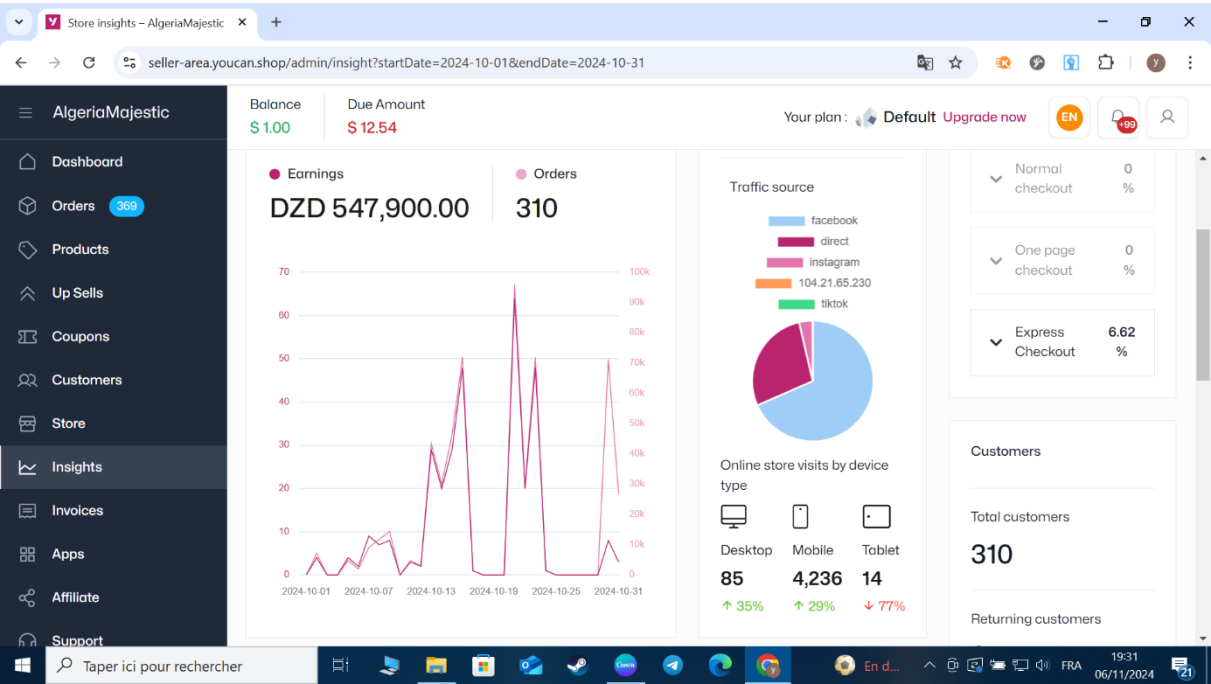 Store insights – AlgeriaMajestic
seller-area.youcan.shop/admin/insight?startDate=2024-10-01&endDate=2024-10-31
y
AlgeriaMajestic
Balance
$ 1.00
Due Amount
$ 12.54
Your plan : Default Upgrade now
EN
+99
Dashboard
Orders 369
Products
Up Sells
Coupons
Customers
Store
Insights
Invoices
Apps
Affiliate
Support
Earnings
DZD 547,900.00
Orders
310
70
60
50
40
30
20
10
0
100k
90k
80k
70k
60k
50k
40k
30k
20k
10k
0
2024-10-01 2024-10-07 2024-10-13 2024-10-19 2024-10-25 2024-10-31
Traffic source
facebook
direct
instagram
104.21.65.230
tiktok
Online store visits by device
type
Desktop Mobile Tablet
85 4,236 14
↑ 35% ↑ 29% ↓ 77%
Normal
checkout
0
%
One page
checkout
0
%
Express
Checkout
6.62
%
Customers
Total customers
310
Returning customers
Taper ici pour rechercher
Canva
En d...
FRA
19:31
06/11/2024
21